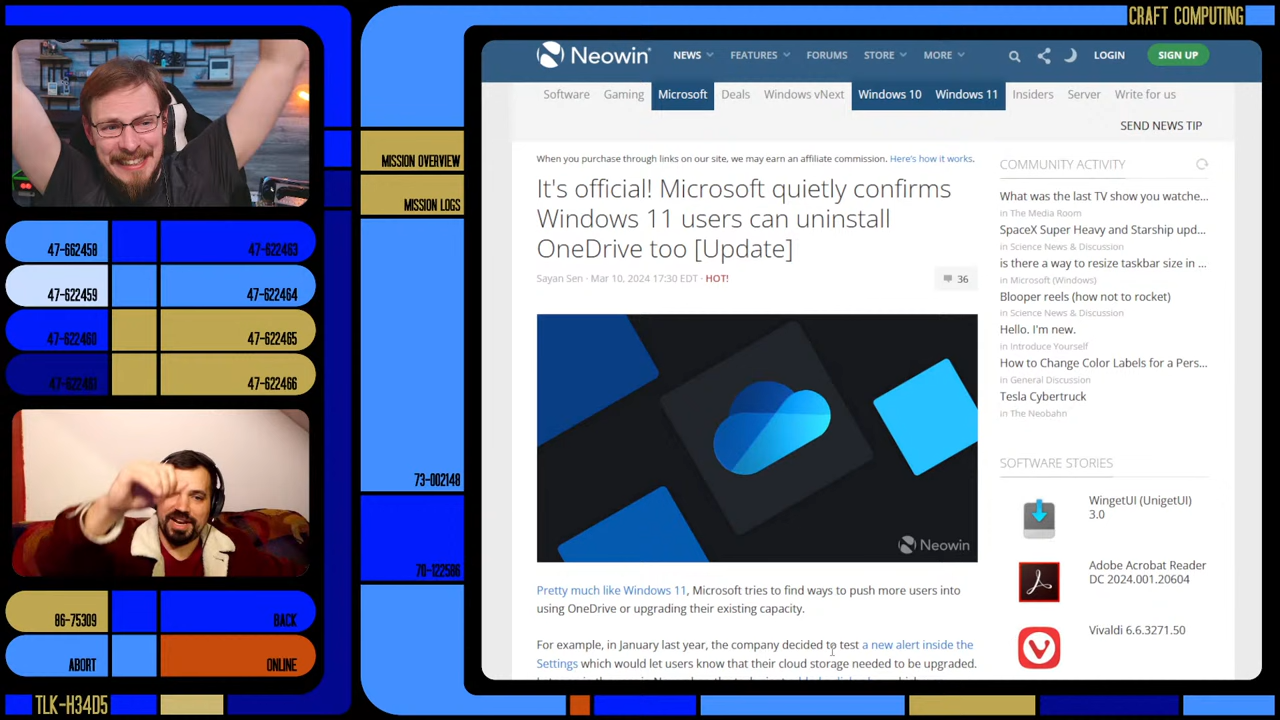 CRAFT COMPUTING
MISSION OVERVIEW
MISSION LOGS
47-662458
47-622463
47-622459
47-622464
47-622460
47-622465
47-622461
47-622466
73-002148
70-122586
86-75309
BACK
ABORT
ONLINE
TLK-H34D5
Neowin
NEWS
FEATURES
FORUMS
STORE
MORE
LOGIN
SIGN UP
Software
Gaming
Microsoft
Deals
Windows vNext
Windows 10
Windows 11
Insiders
Server
Write for us
SEND NEWS TIP
When you purchase through links on our site, we may earn an affiliate commission. Here's how it works.
It's official! Microsoft quietly confirms
Windows 11 users can uninstall
OneDrive too [Update]
Sayan Sen · Mar 10, 2024 17:30 EDT · HOT!
36
Neowin
Pretty much like Windows 11, Microsoft tries to find ways to push more users into
using OneDrive or upgrading their existing capacity.
For example, in January last year, the company decided to test a new alert inside the
Settings which would let users know that their cloud storage needed to be upgraded.
COMMUNITY ACTIVITY
What was the last TV show you watche...
in The Media Room
SpaceX Super Heavy and Starship upd...
in Science News & Discussion
is there a way to resize taskbar size in ...
in Microsoft (Windows)
Blooper reels (how not to rocket)
in Science News & Discussion
Hello. I'm new.
in Introduce Yourself
How to Change Color Labels for a Pers...
in General Discussion
Tesla Cybertruck
in The Neobahn
SOFTWARE STORIES
WingetUI (UnigetUI)
3.0
Adobe Acrobat Reader
DC 2024.001.20604
Vivaldi 6.6.3271.50